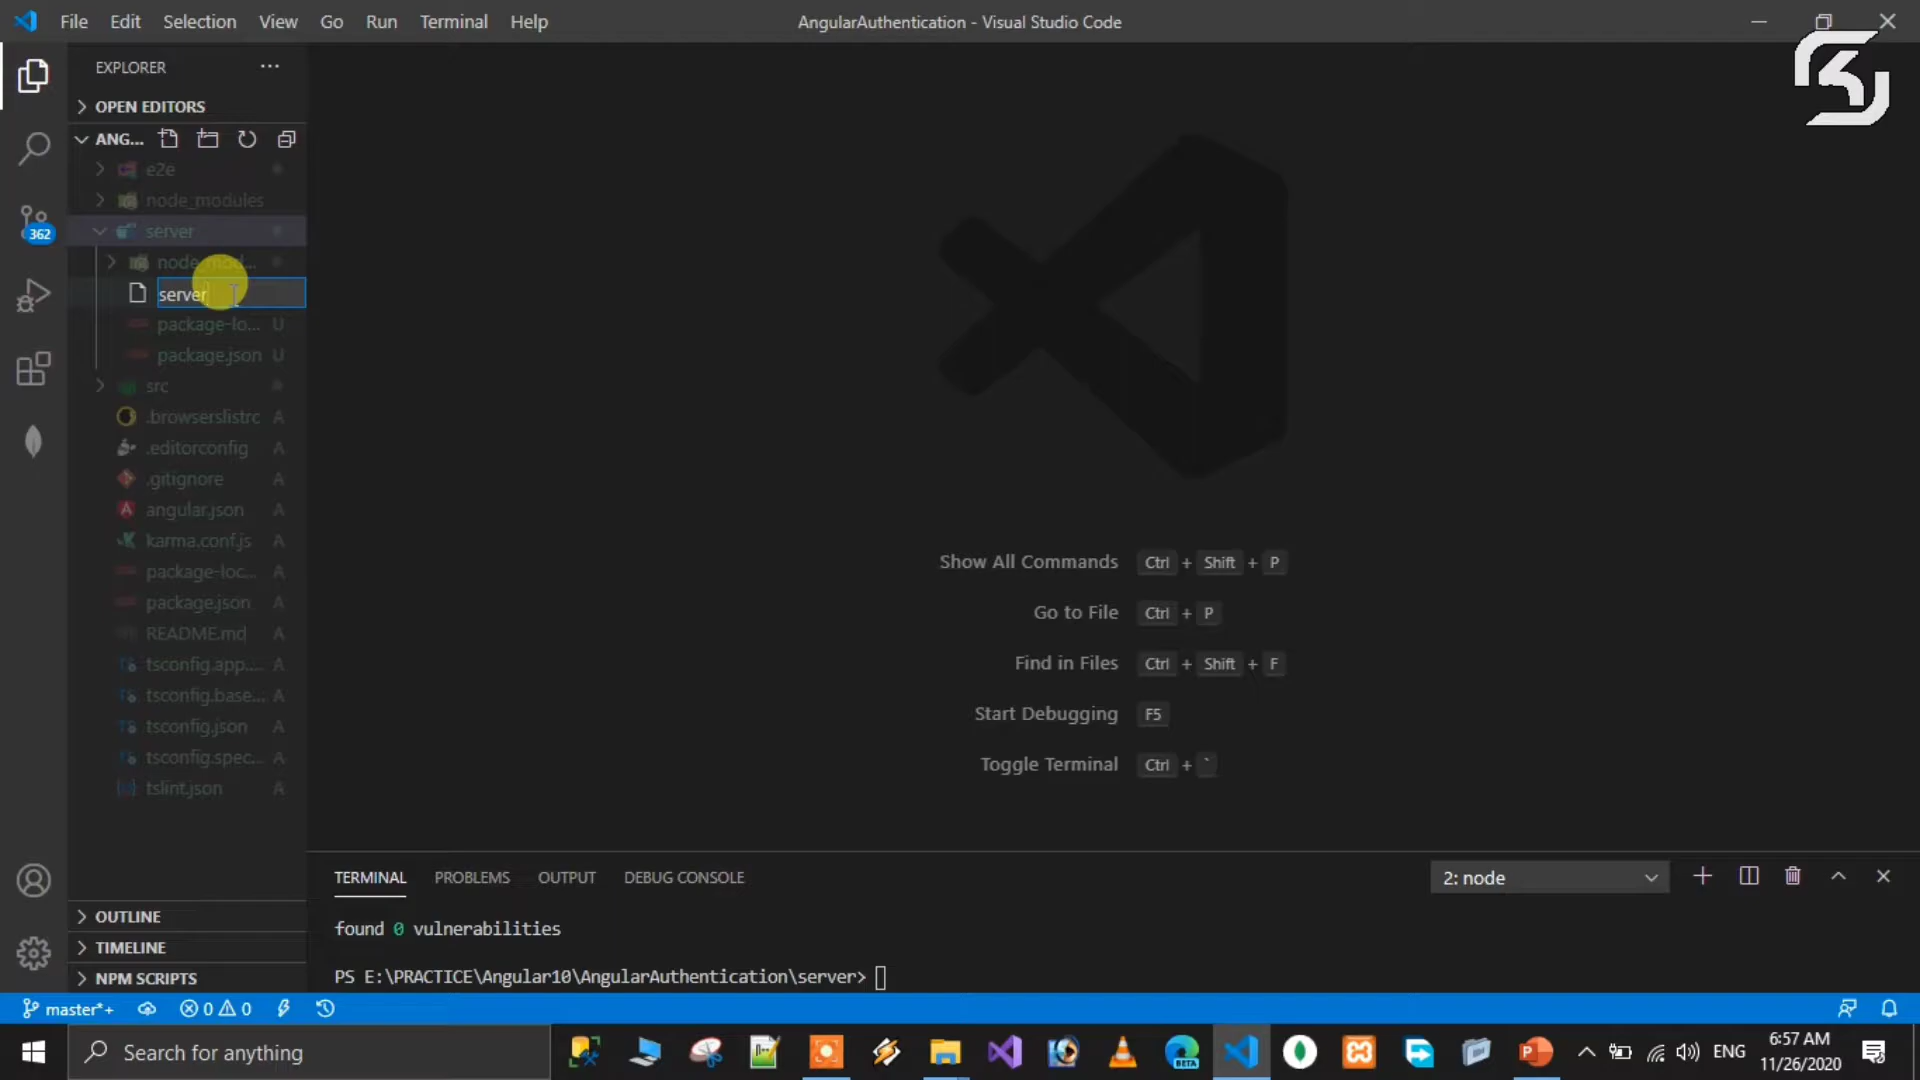 File Edit Selection View Go Run Terminal Help
AngularAuthentication - Visual Studio Code
EXPLORER
OPEN EDITORS
ANG...
e2e
node_modules
362
server
node_mod...
server
package-lo... U
package.json U
src
.browserslistrc A
.editorconfig A
.gitignore A
angular.json A
karma.conf.js A
package-loc... A
package.json A
README.md A
tsconfig.app.... A
tsconfig.base... A
tsconfig.json A
tsconfig.spec... A
tslint.json A
OUTLINE
TIMELINE
NPM SCRIPTS
Show All Commands Ctrl + Shift + P
Go to File Ctrl + P
Find in Files Ctrl + Shift + F
Start Debugging F5
Toggle Terminal Ctrl + `
TERMINAL PROBLEMS OUTPUT DEBUG CONSOLE
2: node
found 0 vulnerabilities
PS E:\PRACTICE\Angular10\AngularAuthentication\server>
master*+ 0 0
Search for anything
BETA
ENG
6:57 AM
11/26/2020